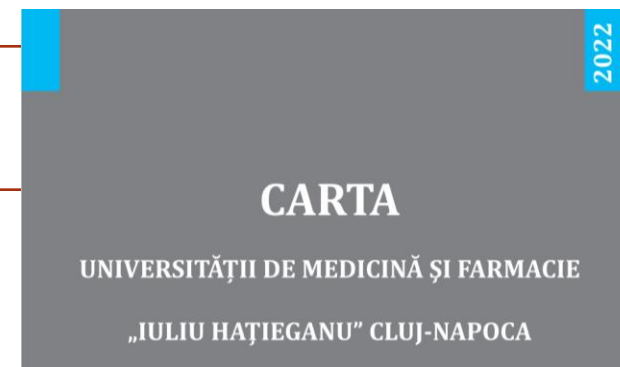 2022
CARTA
UNIVERSITĂȚII DE MEDICINĂ ȘI FARMACIE
„IULIU HAȚIEGANU” CLUJ-NAPOCA